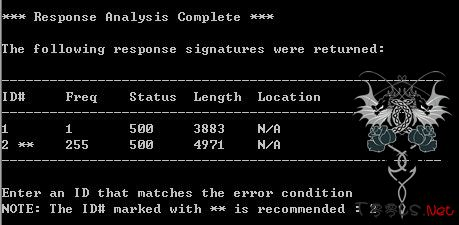 *** Response Analysis Complete ***
The following response signatures were returned:
-------------------------------------------------------
ID# Freq Status Length Location
-------------------------------------------------------
1 1 500 3883 N/A
2 ** 255 500 4971 N/A
-------------------------------------------------------
Enter an ID that matches the error condition
NOTE: The ID# marked with ** is recommended : 2
.Net